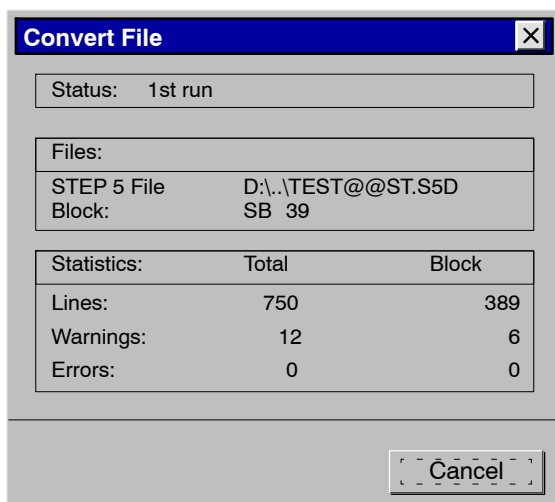 Convert File
Status: 1st run
Files:
STEP 5 File D:\..\TEST@@ST.S5D
Block: SB 39
Statistics: Total Block
Lines: 750 389
Warnings: 12 6
Errors: 0 0
Cancel